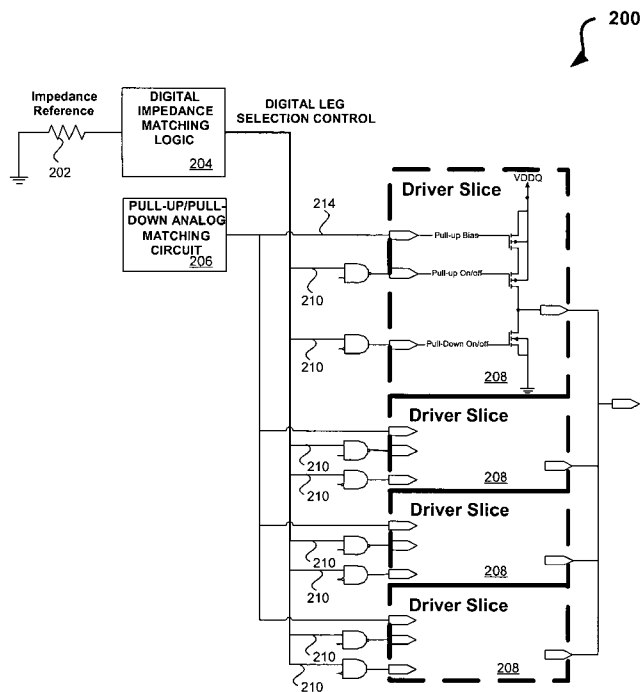 200
Impedance
Reference
202
DIGITAL
IMPEDANCE
MATCHING
LOGIC
204
DIGITAL LEG
SELECTION CONTROL
PULL-UP/PULL-
DOWN ANALOG
MATCHING
CIRCUIT
206
214
Driver Slice
VDDQ
Pull-up Bias
210
Pull-up On/off
210
Pull-Down On/off
208
Driver Slice
210
210
208
Driver Slice
210
210
208
Driver Slice
210
210
208